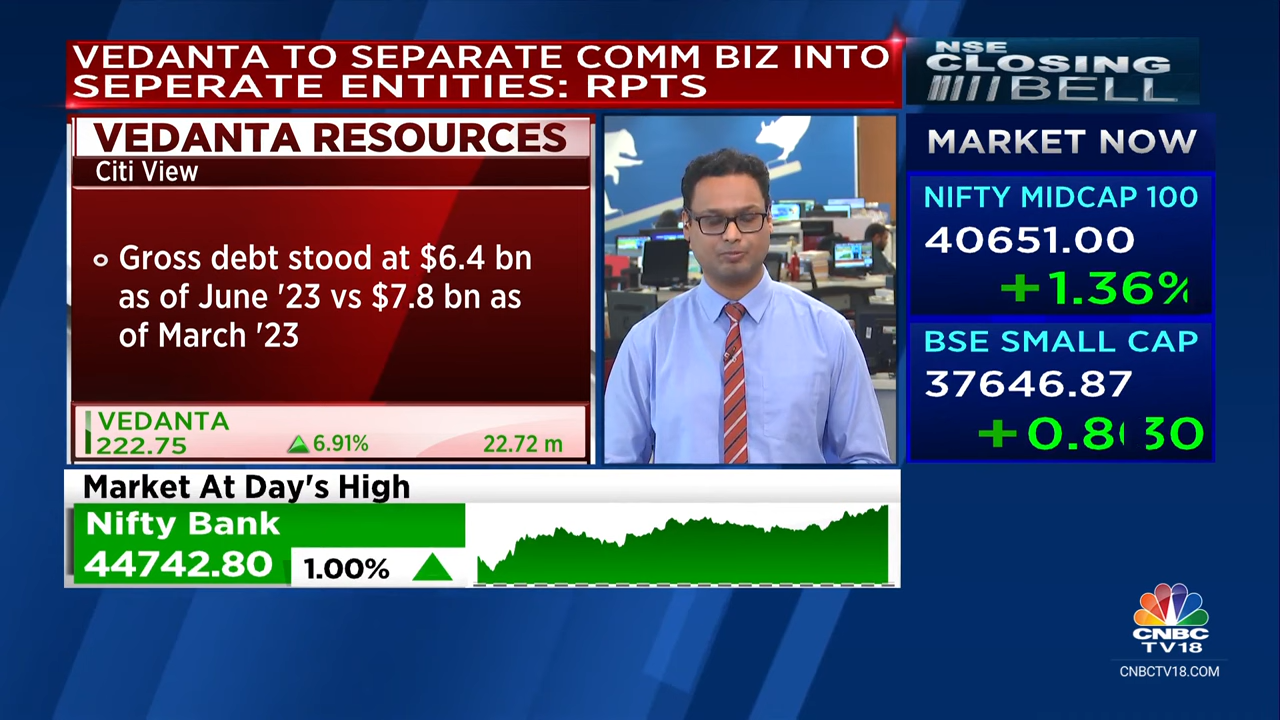 VEDANTA TO SEPARATE COMM BIZ INTO
SEPERATE ENTITIES: RPTS
NSE
CLOSING
BELL
VEDANTA RESOURCES
Citi View
Gross debt stood at $6.4 bn
as of June '23 vs $7.8 bn as
of March '23
VEDANTA
222.75 6.91% 22.72 m
MARKET NOW
NIFTY MIDCAP 100
40651.00
+1.36%
BSE SMALL CAP
37646.87
Market At Day's High
Nifty Bank
44742.80 1.00%
CNBC
TV18
CNBCTV18.COM